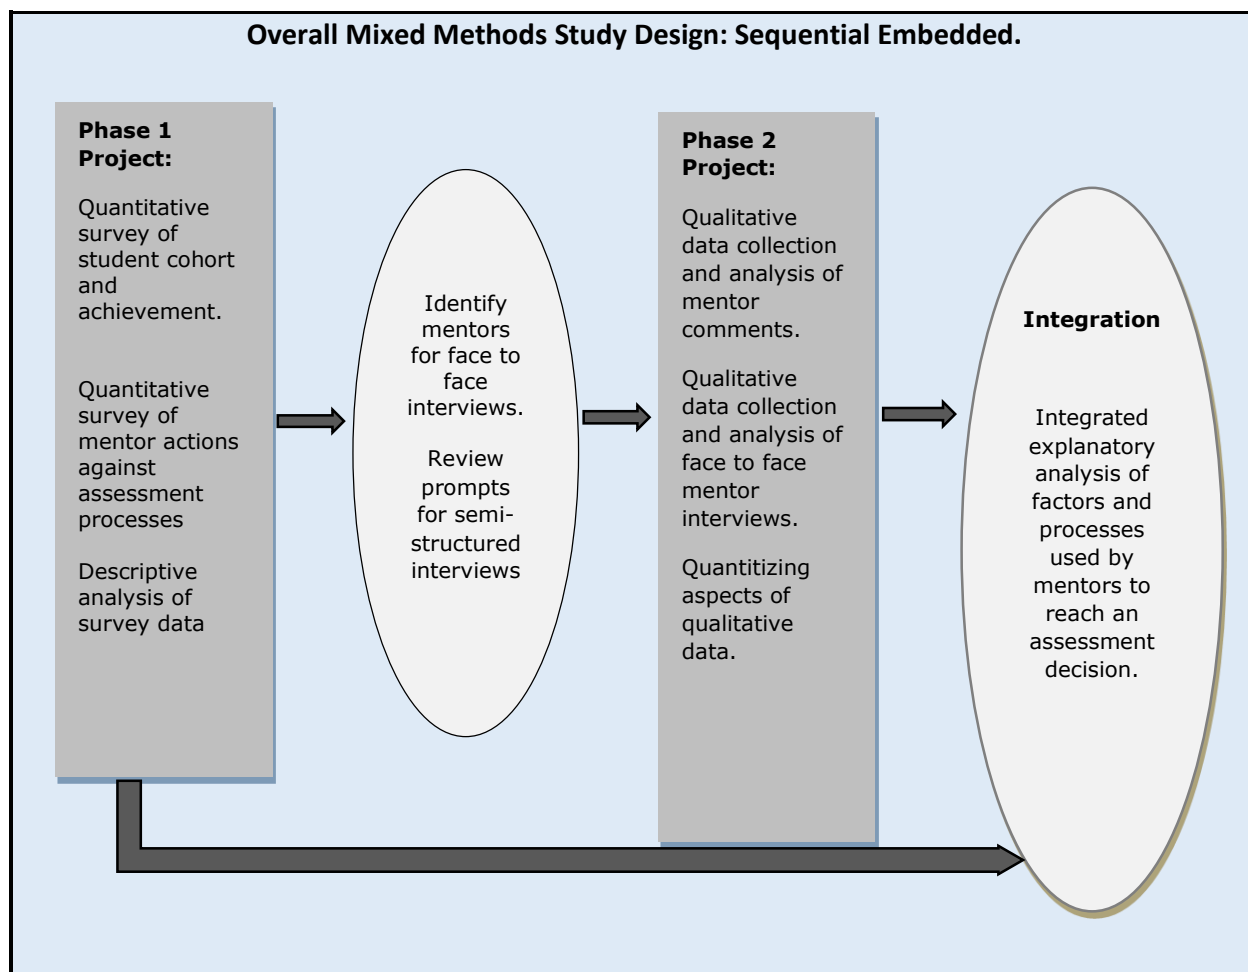 Overall Mixed Methods Study Design: Sequential Embedded.
Phase 1
Project:
Quantitative
survey of
student cohort
and
achievement.
Quantitative
survey of
mentor actions
against
assessment
processes
Descriptive
analysis of
survey data
Identify
mentors
for face to
face
interviews.
Review
prompts
for semi-
structured
interviews
Phase 2
Project:
Qualitative
data collection
and analysis of
mentor
comments.
Qualitative
data collection
and analysis of
face to face
mentor
interviews.
Quantitizing
aspects of
qualitative
data.
Integration
Integrated
explanatory
analysis of
factors and
processes
used by
mentors to
reach an
assessment
decision.